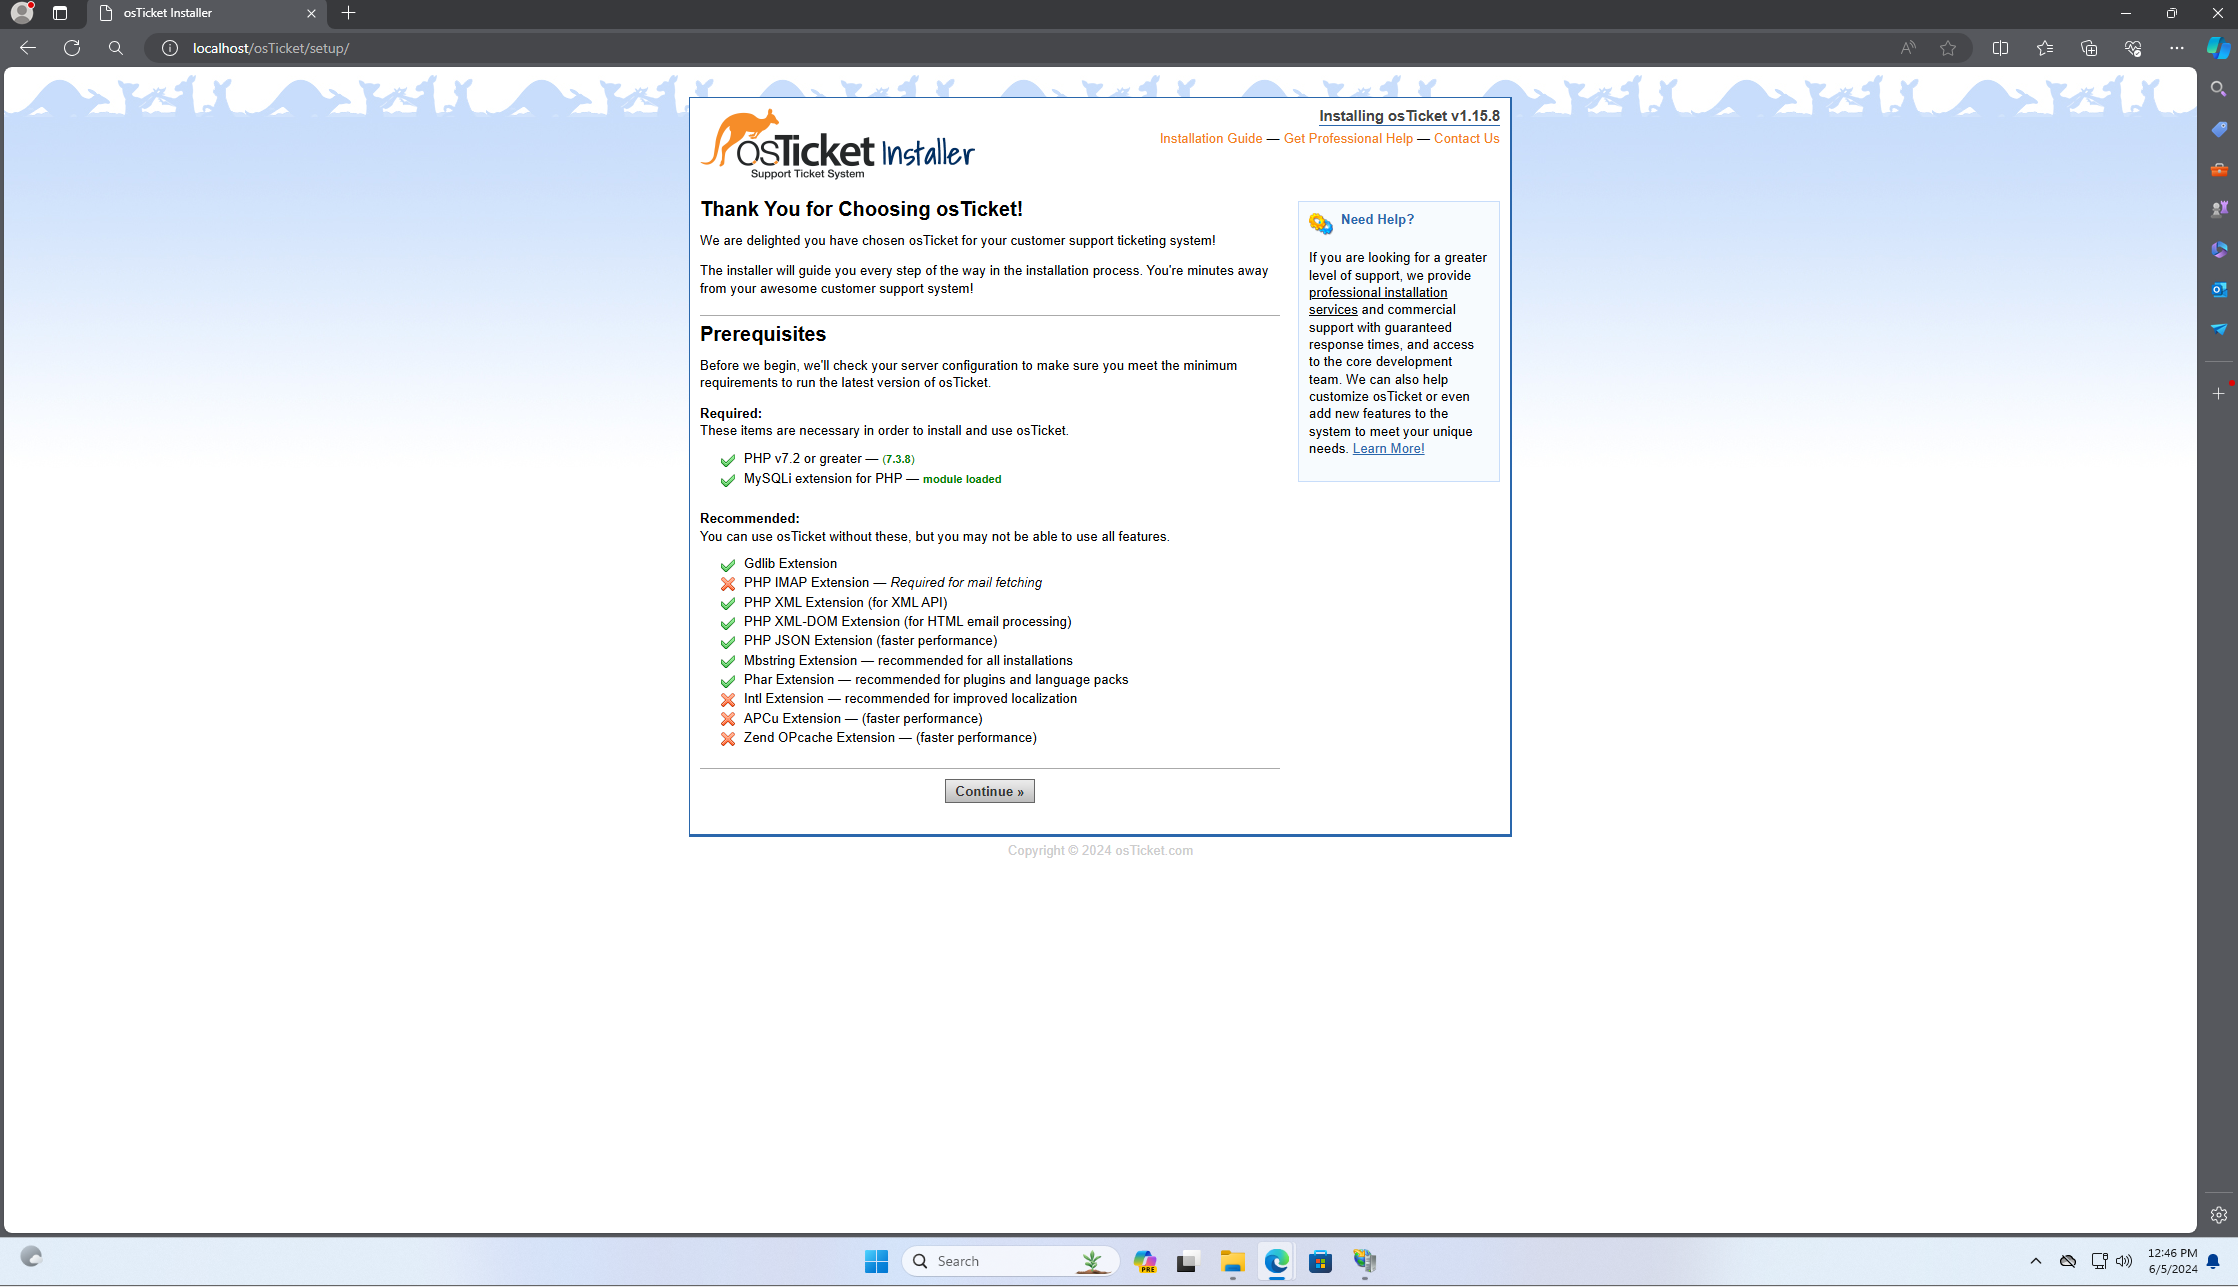 osTicket Installer
localhost/osTicket/setup/
osTicket Installer
Support Ticket System
Installing osTicket v1.15.8
Installation Guide — Get Professional Help — Contact Us
Thank You for Choosing osTicket!
We are delighted you have chosen osTicket for your customer support ticketing system!
The installer will guide you every step of the way in the installation process. You're minutes away
from your awesome customer support system!
Prerequisites
Before we begin, we'll check your server configuration to make sure you meet the minimum
requirements to run the latest version of osTicket.
Required:
These items are necessary in order to install and use osTicket.
PHP v7.2 or greater — (7.3.8)
MySQLi extension for PHP — module loaded
Recommended:
You can use osTicket without these, but you may not be able to use all features.
Gdlib Extension
PHP IMAP Extension — Required for mail fetching
PHP XML Extension (for XML API)
PHP XML-DOM Extension (for HTML email processing)
PHP JSON Extension (faster performance)
Mbstring Extension — recommended for all installations
Phar Extension — recommended for plugins and language packs
Intl Extension — recommended for improved localization
APCu Extension — (faster performance)
Zend OPcache Extension — (faster performance)
Continue »
Need Help?
If you are looking for a greater
level of support, we provide
professional installation
services and commercial
support with guaranteed
response times, and access
to the core development
team. We can also help
customize osTicket or even
add new features to the
system to meet your unique
needs. Learn More!
Copyright © 2024 osTicket.com
Search
PRE
12:46 PM
6/5/2024